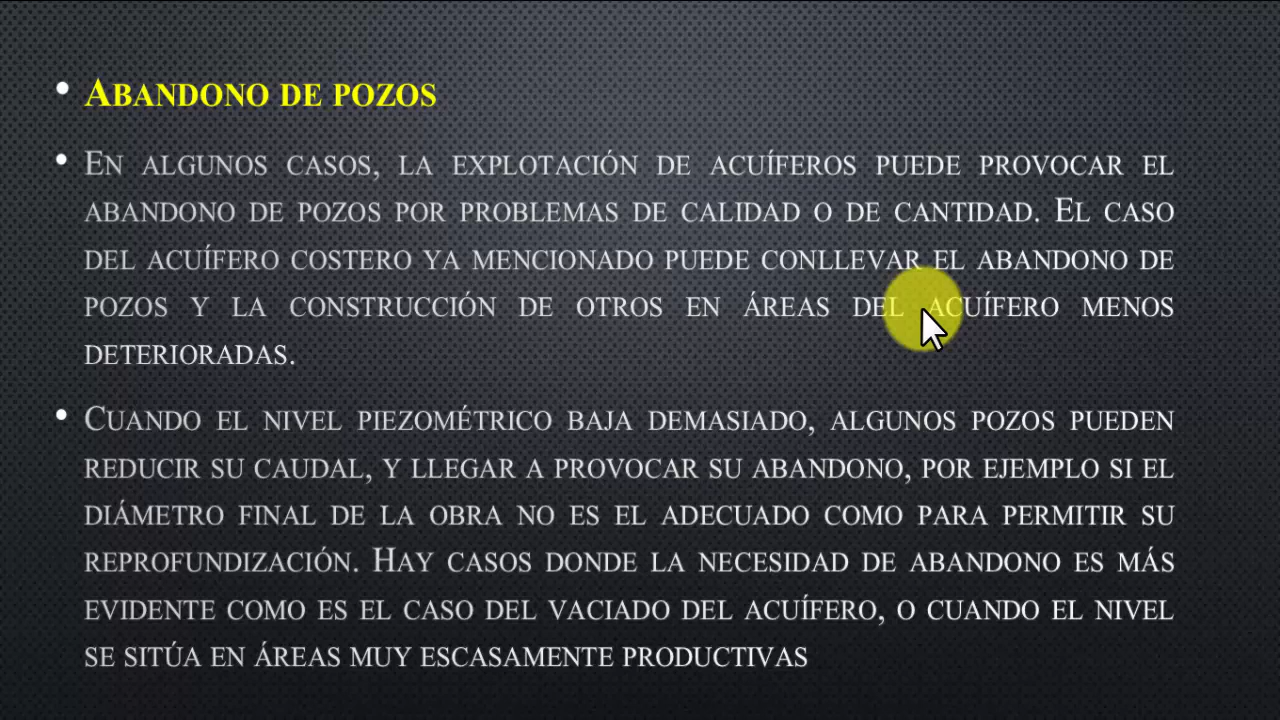 • Abandono de pozos
• En algunos casos, la explotación de acuíferos puede provocar el
abandono de pozos por problemas de calidad o de cantidad. El caso
del acuífero costero ya mencionado puede conllevar el abandono de
pozos y la construcción de otros en áreas del acuífero menos
deterioradas.
• Cuando el nivel piezométrico baja demasiado, algunos pozos pueden
reducir su caudal, y llegar a provocar su abandono, por ejemplo si el
diámetro final de la obra no es el adecuado como para permitir su
reprofundización. Hay casos donde la necesidad de abandono es más
evidente como es el caso del vaciado del acuífero, o cuando el nivel
se sitúa en áreas muy escasamente productivas